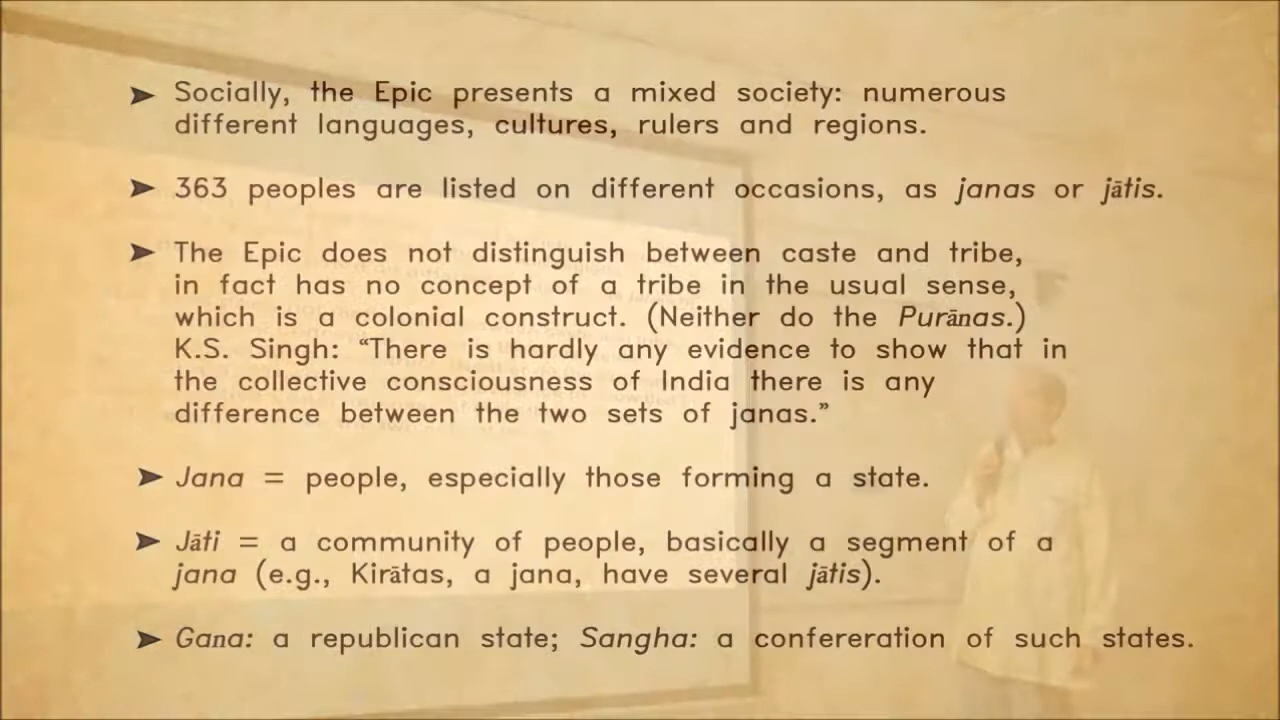 ➤ Socially, the Epic presents a mixed society: numerous
different languages, cultures, rulers and regions.
➤ 363 peoples are listed on different occasions, as janas or jātis.
➤ The Epic does not distinguish between caste and tribe,
in fact has no concept of a tribe in the usual sense,
which is a colonial construct. (Neither do the Purānas.)
K.S. Singh: “There is hardly any evidence to show that in
the collective consciousness of India there is any
difference between the two sets of janas.”
➤ Jana = people, especially those forming a state.
➤ Jāti = a community of people, basically a segment of a
jana (e.g., Kirātas, a jana, have several jātis).
➤ Gana: a republican state; Sangha: a confereration of such states.